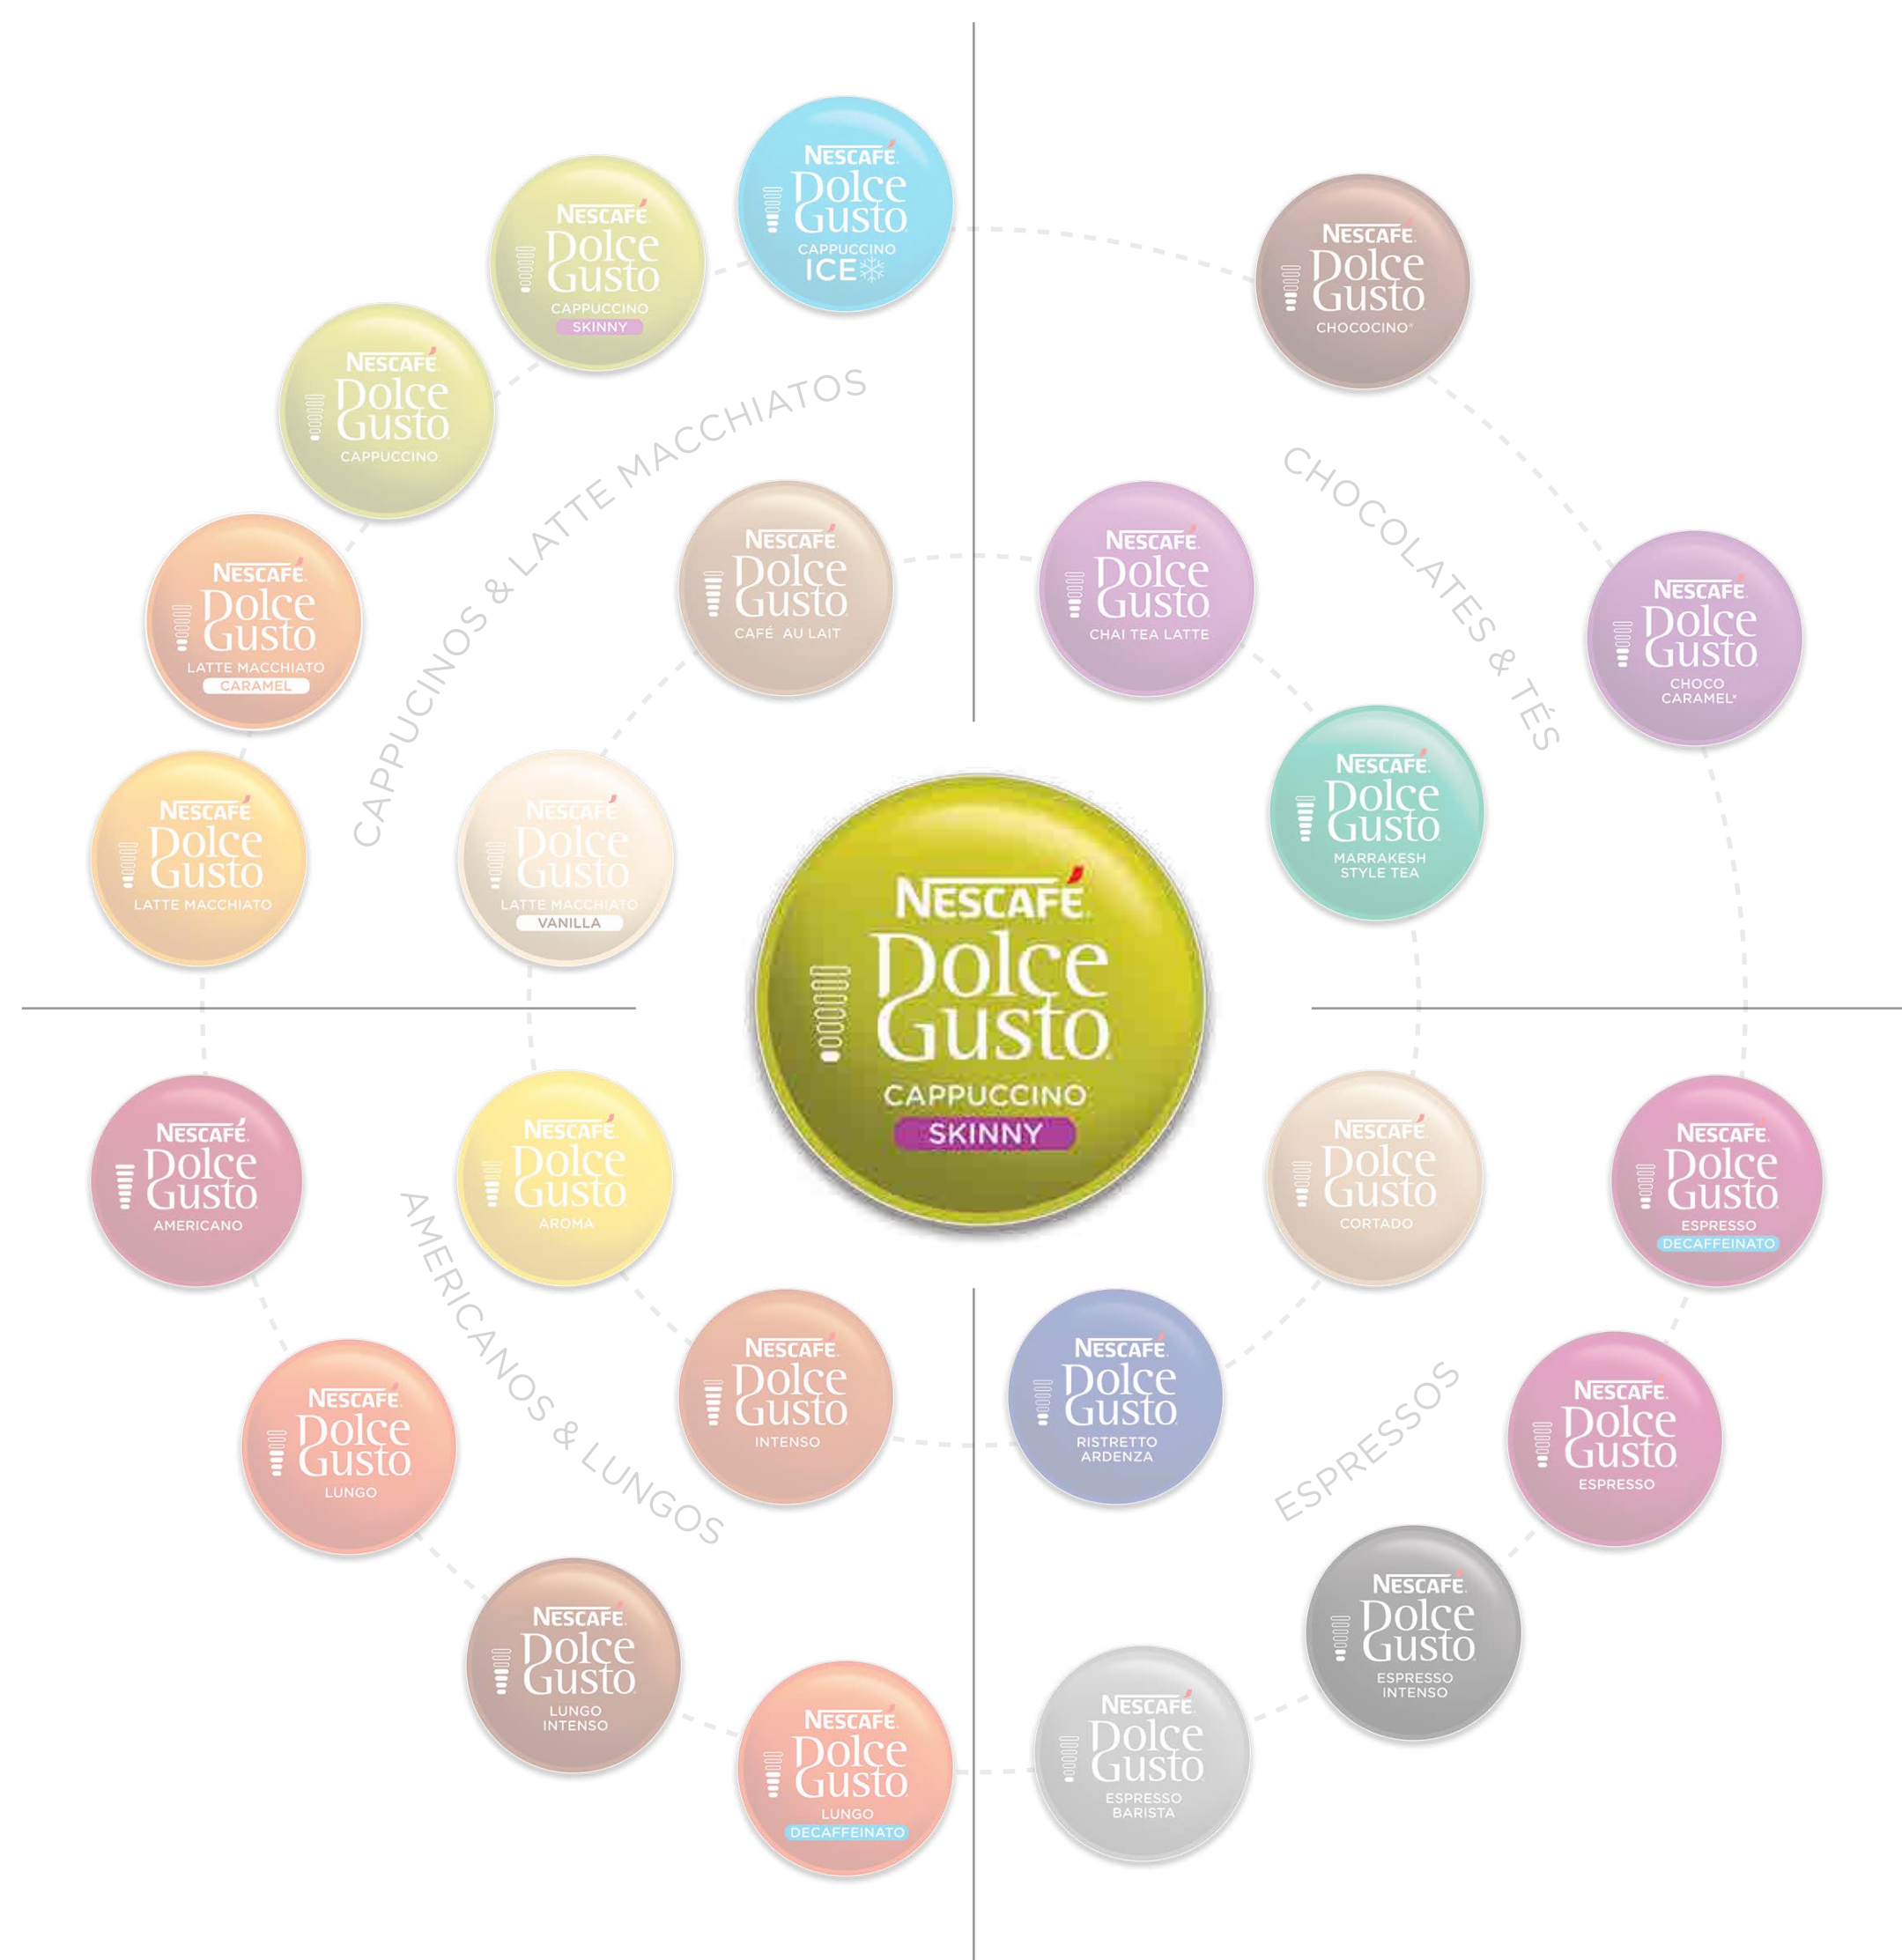 NESCAFÉ.
Dolce
Gusto
CAPPUCCINO
ICE
NESCAFÉ.
Dolce
Gusto
CAPPUCCINO
SKINNY
NESCAFÉ.
Dolce
Gusto
CAPPUCCINO
NESCAFÉ.
Dolce
Gusto
LATTE MACCHIATO
CARAMEL
NESCAFÉ.
Dolce
Gusto
LATTE MACCHIATO
CAPPUCINOS & LATTE MACCHIATOS
NESCAFÉ.
Dolce
Gusto
CAFÉ AU LAIT
NESCAFÉ.
Dolce
Gusto
LATTE MACCHIATO
VANILLA
NESCAFÉ.
Dolce
Gusto
CHOCOCINO®
NESCAFÉ.
Dolce
Gusto
CHOCO
CARAMEL*
CHOCOLATES & TÉS
NESCAFÉ.
Dolce
Gusto
CHAI TEA LATTE
NESCAFÉ.
Dolce
Gusto
MARRAKESH
STYLE TEA
NESCAFÉ.
Dolce
Gusto
CAPPUCCINO
SKINNY
NESCAFÉ.
Dolce
Gusto
AMERICANO
NESCAFÉ.
Dolce
Gusto
AROMA
AMERICANOS & LUNGOS
NESCAFÉ.
Dolce
Gusto
INTENSO
NESCAFÉ.
Dolce
Gusto
LUNGO
NESCAFÉ.
Dolce
Gusto
LUNGO
INTENSO
NESCAFÉ.
Dolce
Gusto
LUNGO
DECAFFEINATO
NESCAFÉ.
Dolce
Gusto
CORTADO
NESCAFÉ.
Dolce
Gusto
ESPRESSO
DECAFFEINATO
NESCAFÉ.
Dolce
Gusto
RISTRETTO
ARDENZA
ESPRESSOS
NESCAFÉ.
Dolce
Gusto
ESPRESSO
NESCAFÉ.
Dolce
Gusto
ESPRESSO
INTENSO
NESCAFÉ.
Dolce
Gusto
ESPRESSO
BARISTA